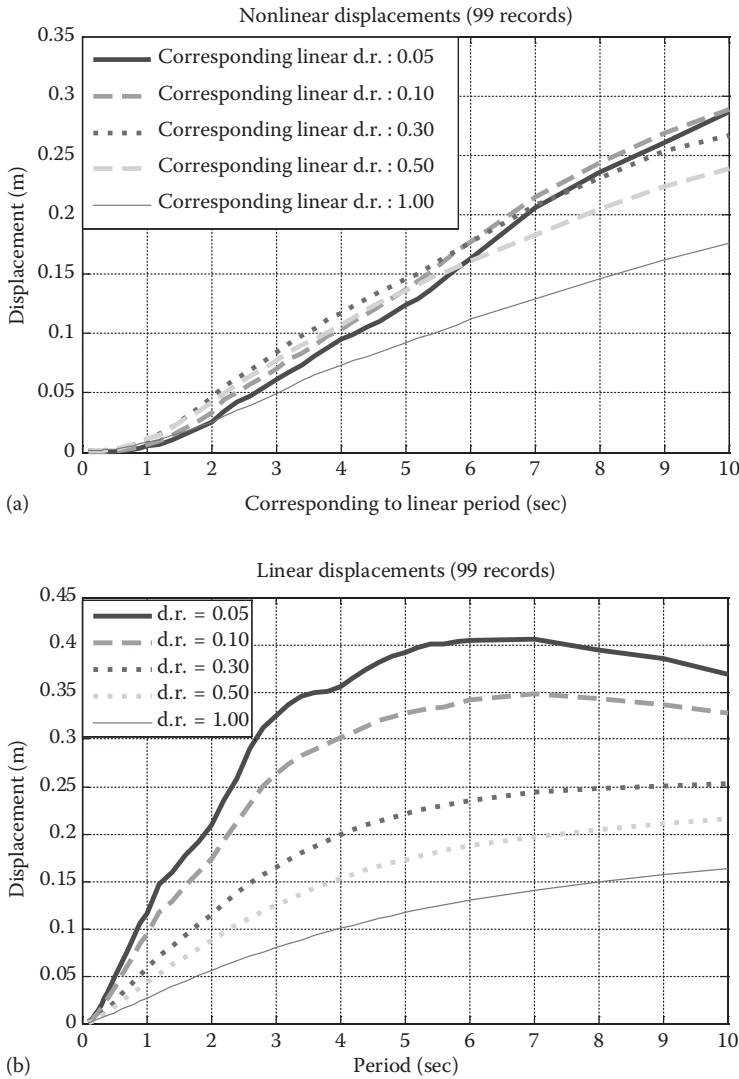 Nonlinear displacements (99 records)
0.35
0.3
0.25
0.2
0.15
0.1
0.05
0
Displacement (m)
Corresponding linear d.r. : 0.05
Corresponding linear d.r. : 0.10
Corresponding linear d.r. : 0.30
Corresponding linear d.r. : 0.50
Corresponding linear d.r. : 1.00
0 1 2 3 4 5 6 7 8 9 10
(a)
Corresponding to linear period (sec)
Linear displacements (99 records)
0.45
0.4
0.35
0.3
0.25
0.2
0.15
0.1
0.05
0
Displacement (m)
d.r. = 0.05
d.r. = 0.10
d.r. = 0.30
d.r. = 0.50
d.r. = 1.00
0 1 2 3 4 5 6 7 8 9 10
(b)
Period (sec)